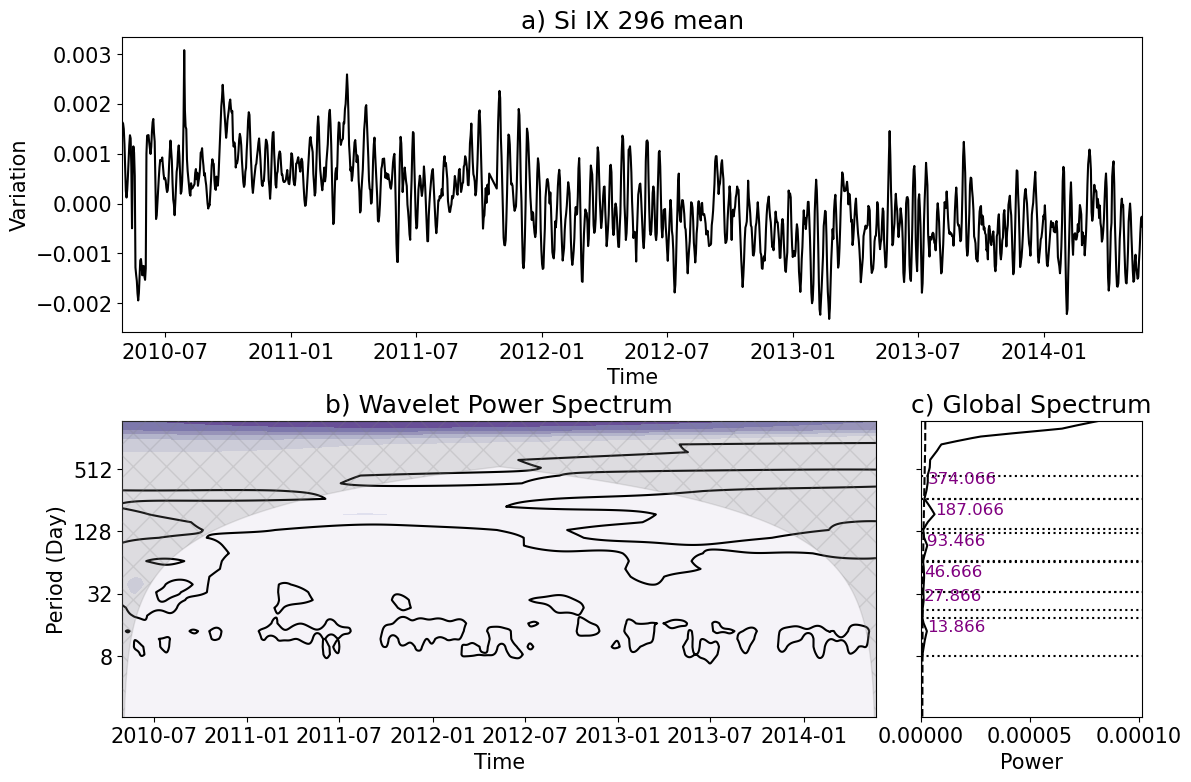 a) Si IX 296 mean
Variation
0.003
0.002
0.001
0.000
−0.001
−0.002
2010-07 2011-01 2011-07 2012-01 2012-07 2013-01 2013-07 2014-01
Time
b) Wavelet Power Spectrum
Period (Day)
512
128
32
8
2010-07 2011-01 2011-07 2012-01 2012-07 2013-01 2013-07 2014-01
Time
c) Global Spectrum
374.066
187.066
93.466
46.666
27.866
13.866
0.00000 0.00005 0.00010
Power